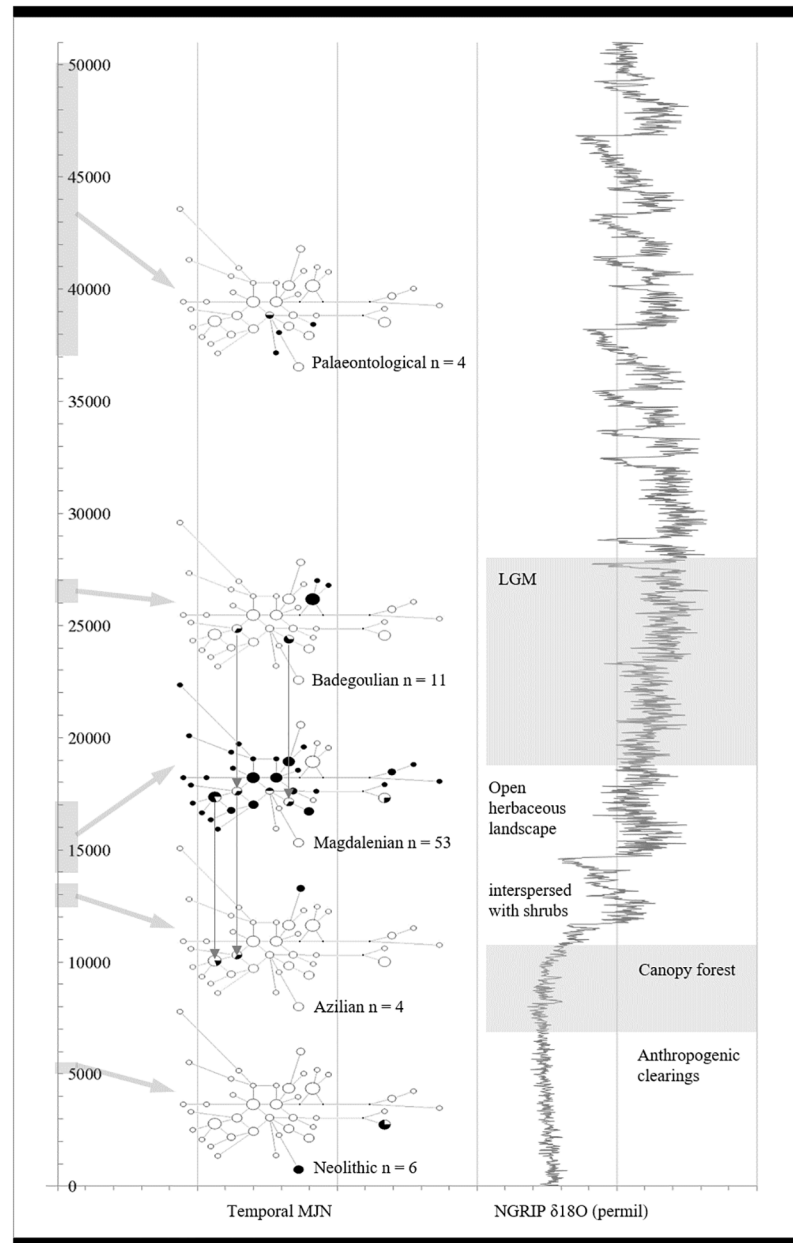 50000
45000
40000
Palaeontological n = 4
35000
30000
LGM
25000
Badegoulian n = 11
20000
Open
herbaceous
landscape
Magdalenian n = 53
15000
interspersed
with shrubs
10000
Canopy forest
Azilian n = 4
Anthropogenic
clearings
5000
Neolithic n = 6
0
Temporal MJN
NGRIP δ18O (permil)